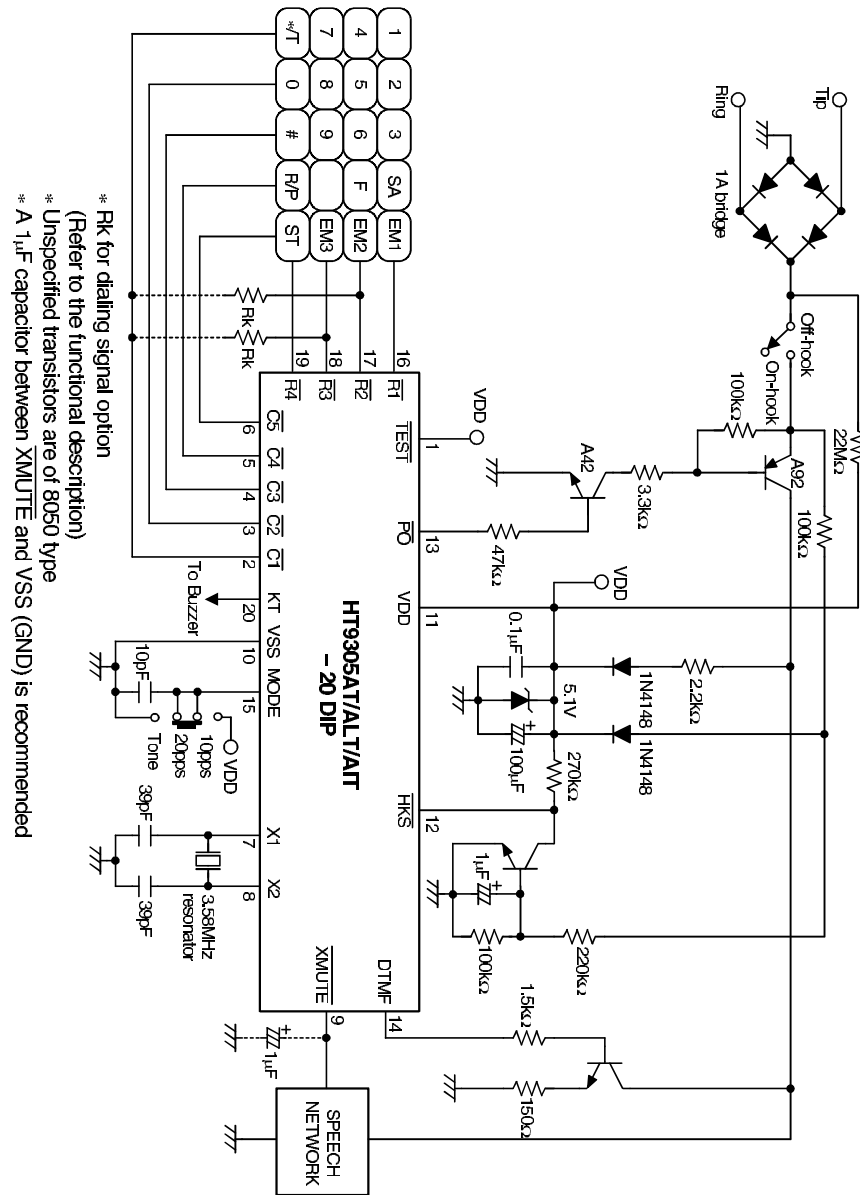 Tip
Ring
1A bridge
Off-hook
On-hook
22MΩ
A92
100kΩ
100kΩ
3.3kΩ
A42
47kΩ
VDD
VDD
2.2kΩ
1N4148
1N4148
5.1V
0.1µF
+
100µF
270kΩ
+
1µF
220kΩ
100kΩ
1.5kΩ
150Ω
1 2 3 SA EM1
4 5 6 F EM2
7 8 9 EM3
*/T 0 # R/P ST
Rk
Rk
16 R1
17 R2
18 R3
19 R4
1 TEST
13 PO
11 VDD
12 HKS
14 DTMF
9 XMUTE
HT9305AT/ALT/AIT
– 20 DIP
C5 C4 C3 C2 C1 KT VSS MODE X1 X2
6 5 4 3 2 20 10 15 7 8
To Buzzer
10pF
VDD
10pps
20pps
Tone
39pF
39pF
3.58MHz
resonator
+
1µF
SPEECH
NETWORK
* Rk for dialing signal option
(Refer to the functional description)
* Unspecified transistors are of 8050 type
* A 1µF capacitor between XMUTE and VSS (GND) is recommended